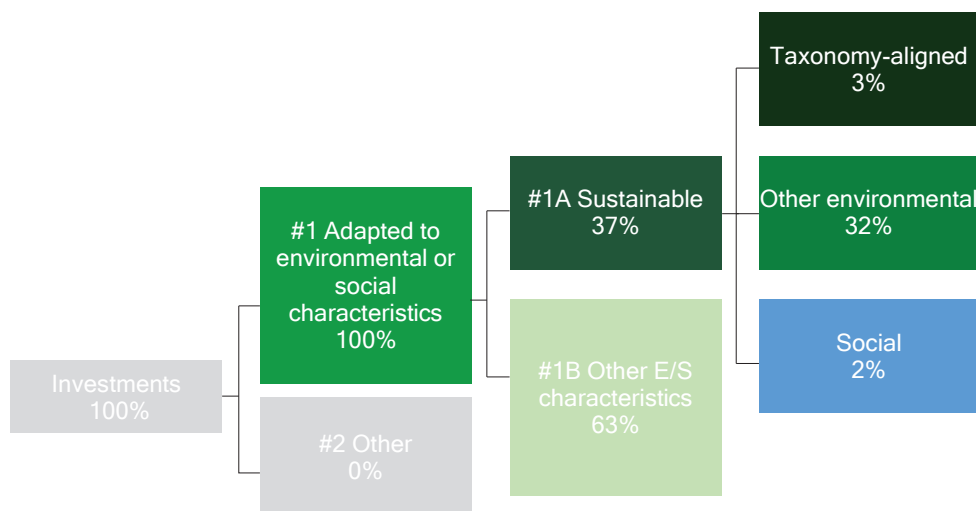 Investments
100%
#1 Adapted to
environmental or
social
characteristics
100%
#2 Other
0%
#1A Sustainable
37%
#1B Other E/S
characteristics
63%
Taxonomy-aligned
3%
Other environmental
32%
Social
2%